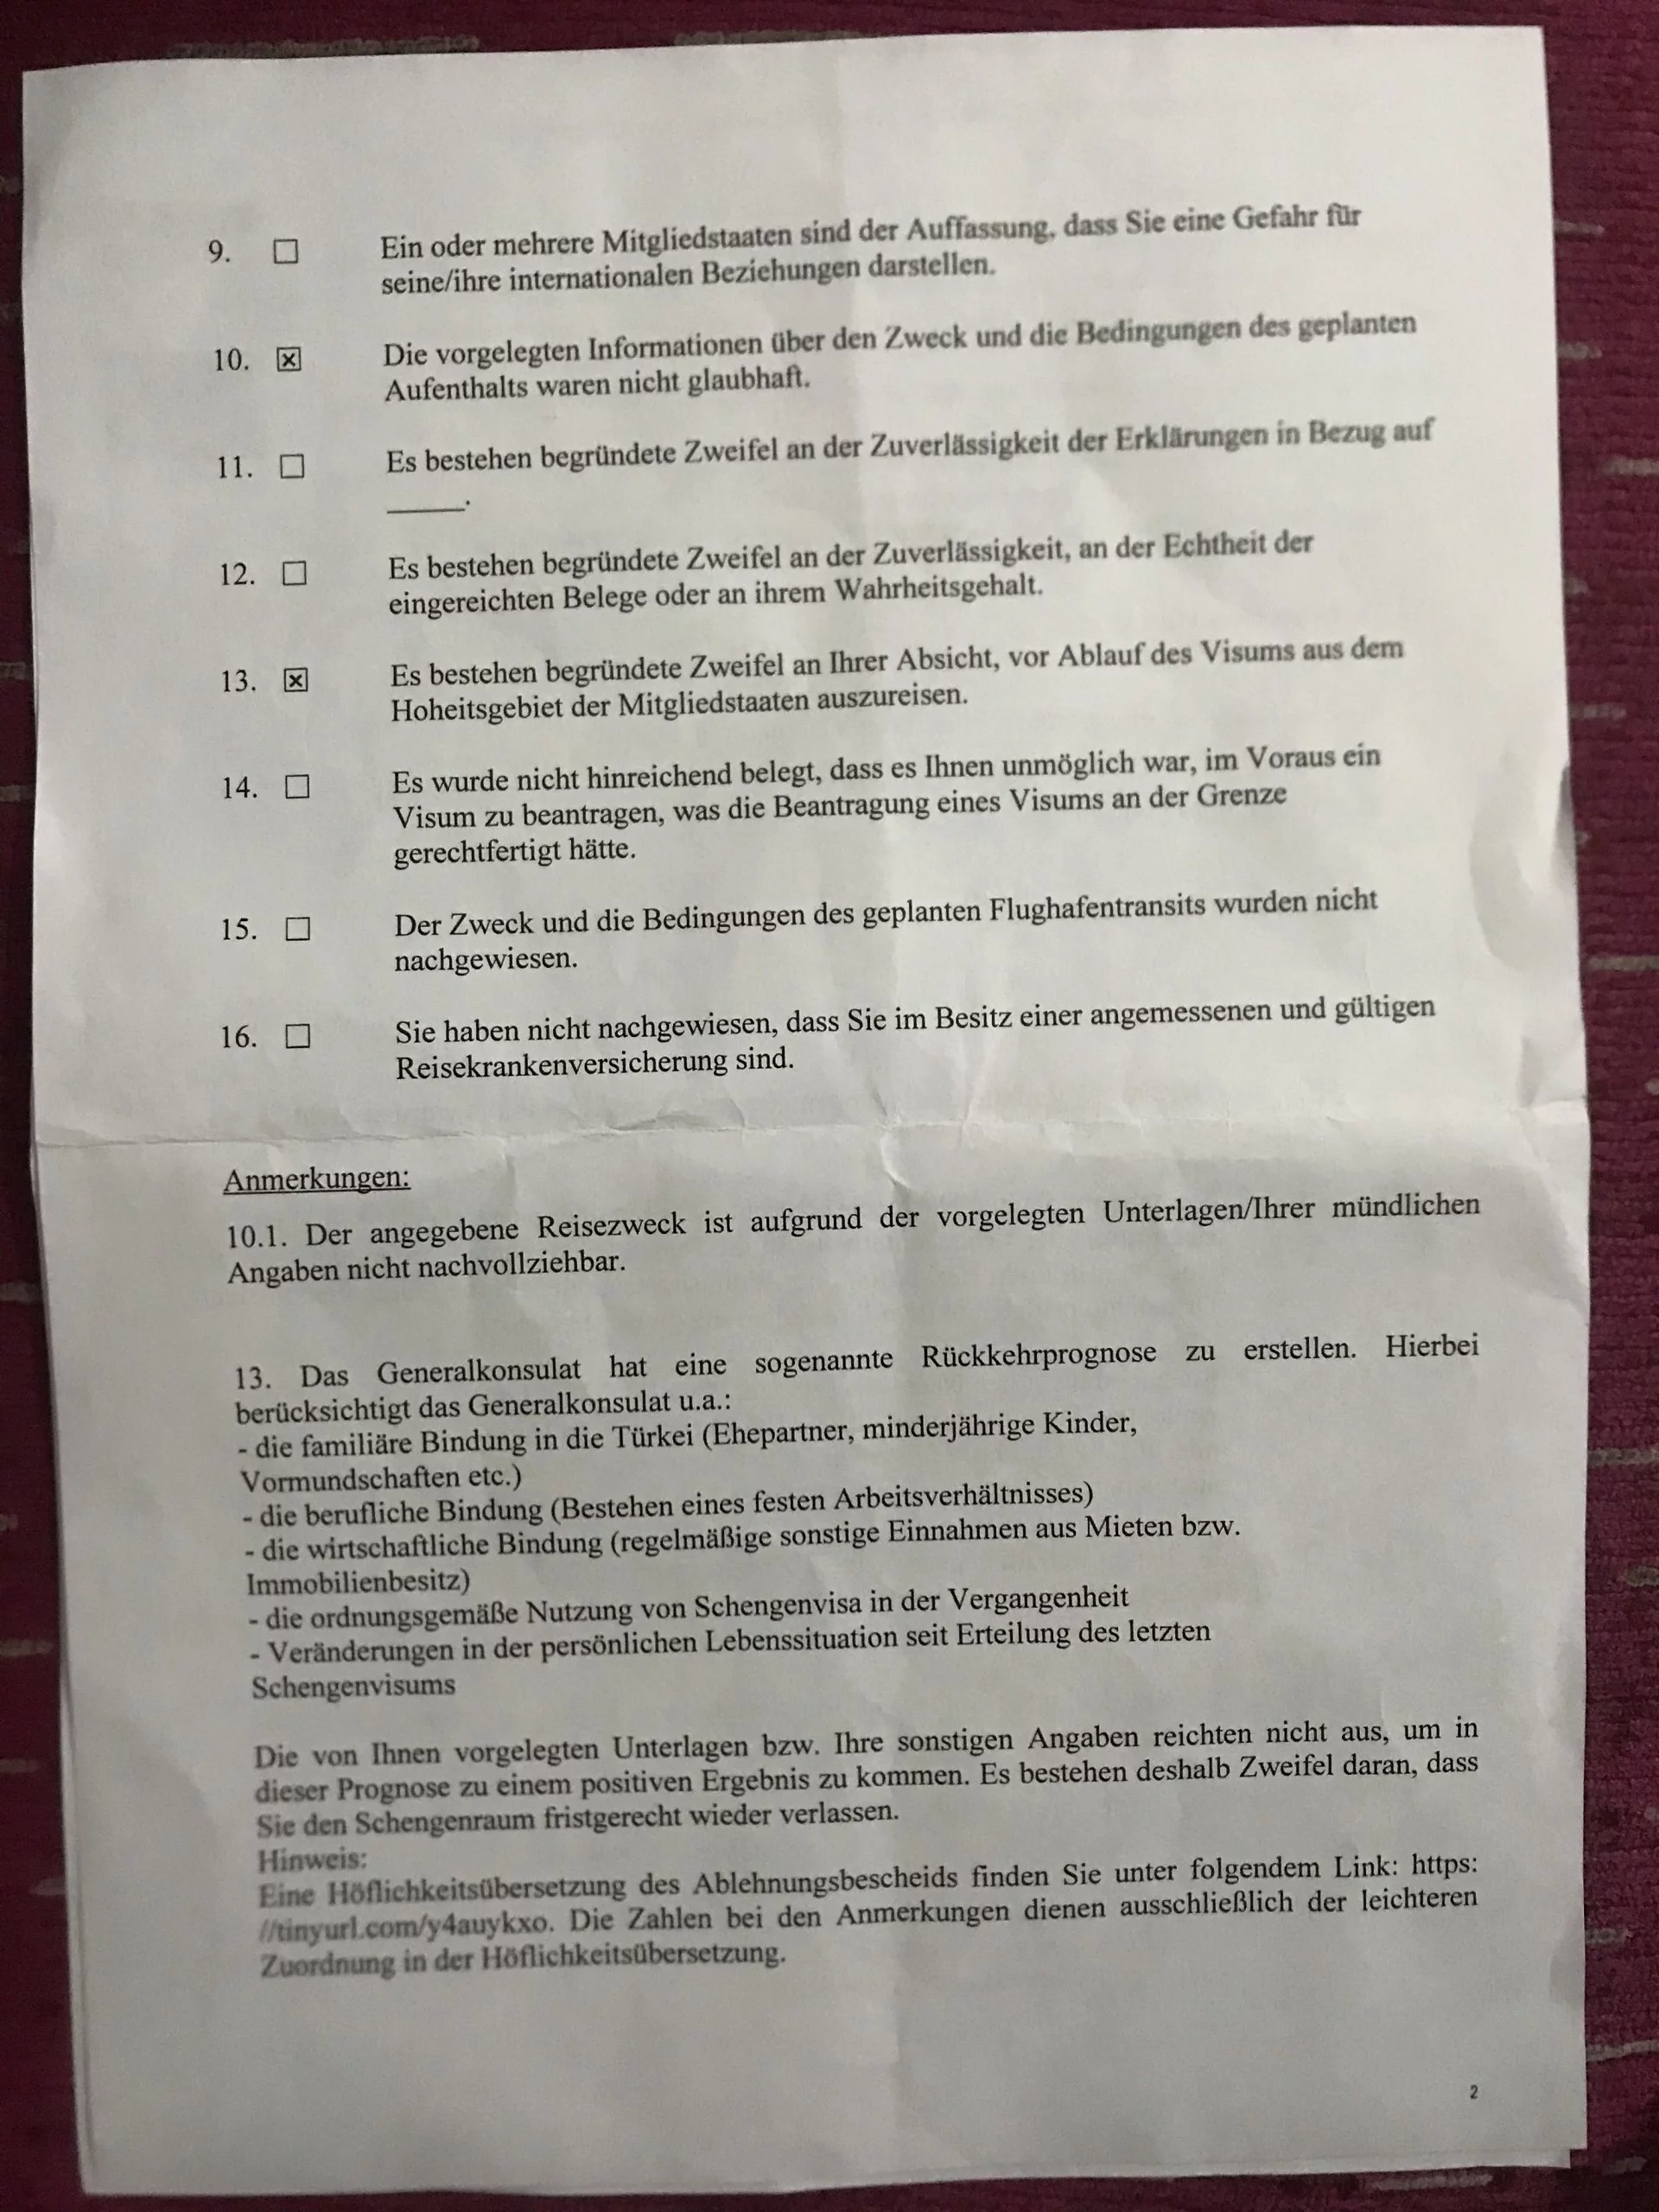 9. ☐ Ein oder mehrere Mitgliedstaaten sind der Auffassung, dass Sie eine Gefahr für
seine/ihre internationalen Beziehungen darstellen.
10. ☒ Die vorgelegten Informationen über den Zweck und die Bedingungen des geplanten
Aufenthalts waren nicht glaubhaft.
11. ☐ Es bestehen begründete Zweifel an der Zuverlässigkeit der Erklärungen in Bezug auf
_____.
12. ☐ Es bestehen begründete Zweifel an der Zuverlässigkeit, an der Echtheit der
eingereichten Belege oder an ihrem Wahrheitsgehalt.
13. ☒ Es bestehen begründete Zweifel an Ihrer Absicht, vor Ablauf des Visums aus dem
Hoheitsgebiet der Mitgliedstaaten auszureisen.
14. ☐ Es wurde nicht hinreichend belegt, dass es Ihnen unmöglich war, im Voraus ein
Visum zu beantragen, was die Beantragung eines Visums an der Grenze
gerechtfertigt hätte.
15. ☐ Der Zweck und die Bedingungen des geplanten Flughafentransits wurden nicht
nachgewiesen.
16. ☐ Sie haben nicht nachgewiesen, dass Sie im Besitz einer angemessenen und gültigen
Reisekrankenversicherung sind.
Anmerkungen:
10.1. Der angegebene Reisezweck ist aufgrund der vorgelegten Unterlagen/Ihrer mündlichen
Angaben nicht nachvollziehbar.
13. Das Generalkonsulat hat eine sogenannte Rückkehrprognose zu erstellen. Hierbei
berücksichtigt das Generalkonsulat u.a.:
- die familiäre Bindung in die Türkei (Ehepartner, minderjährige Kinder,
Vormundschaften etc.)
- die berufliche Bindung (Bestehen eines festen Arbeitsverhältnisses)
- die wirtschaftliche Bindung (regelmäßige sonstige Einnahmen aus Mieten bzw.
Immobilienbesitz)
- die ordnungsgemäße Nutzung von Schengenvisa in der Vergangenheit
- Veränderungen in der persönlichen Lebenssituation seit Erteilung des letzten
Schengenvisums
Die von Ihnen vorgelegten Unterlagen bzw. Ihre sonstigen Angaben reichten nicht aus, um in
dieser Prognose zu einem positiven Ergebnis zu kommen. Es bestehen deshalb Zweifel daran, dass
Sie den Schengenraum fristgerecht wieder verlassen.
Hinweis:
Eine Höflichkeitsübersetzung des Ablehnungsbescheids finden Sie unter folgendem Link: https:
//tinyurl.com/y4auykxo. Die Zahlen bei den Anmerkungen dienen ausschließlich der leichteren
Zuordnung in der Höflichkeitsübersetzung.
2